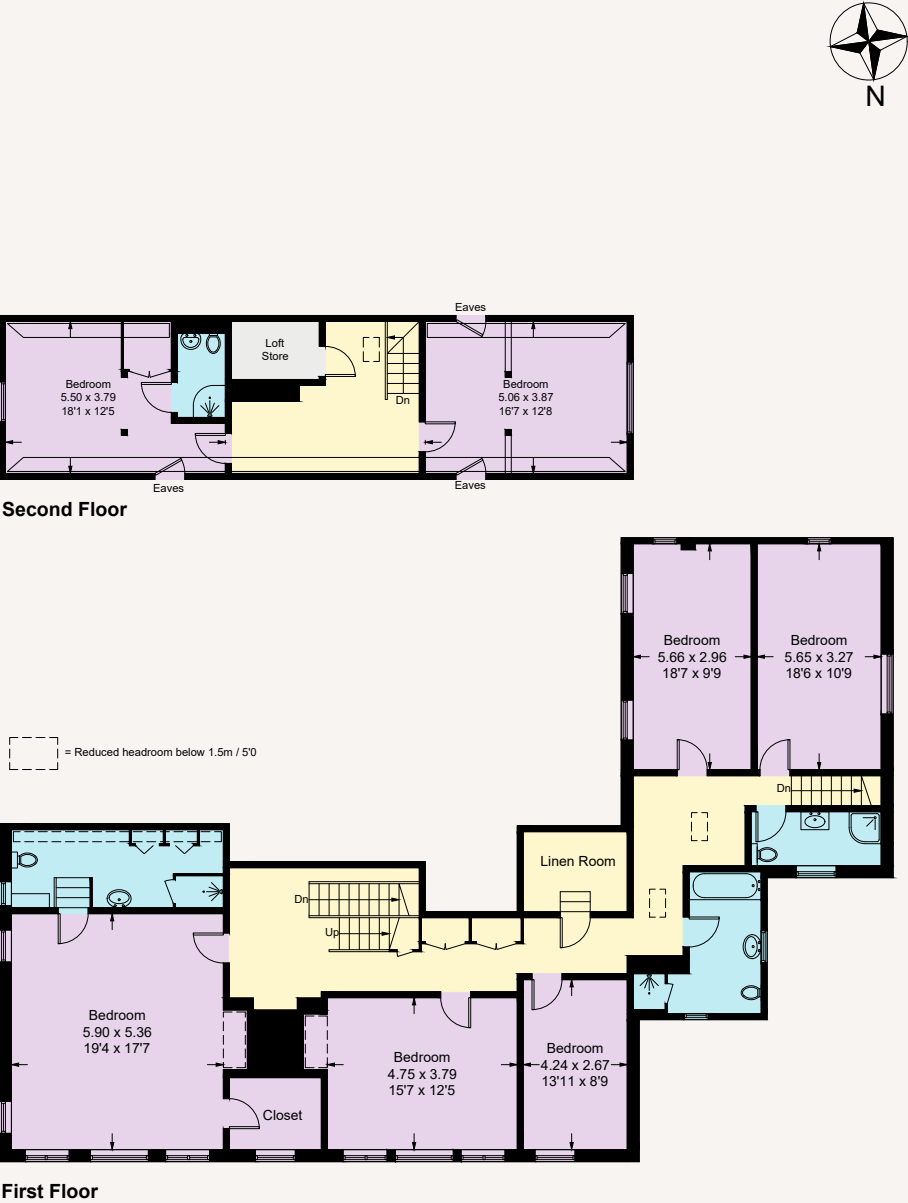 N
Eaves
Loft
Store
Bedroom
5.50 x 3.79
18'1 x 12'5
Bedroom
5.06 x 3.87
16'7 x 12'8
Dn
Eaves
Eaves
Second Floor
Bedroom
5.66 x 2.96
18'7 x 9'9
Bedroom
5.65 x 3.27
18'6 x 10'9
= Reduced headroom below 1.5m / 5'0
Dn
Linen Room
Dn
Up
Bedroom
5.90 x 5.36
19'4 x 17'7
Bedroom
4.75 x 3.79
15'7 x 12'5
Bedroom
4.24 x 2.67
13'11 x 8'9
Closet
First Floor